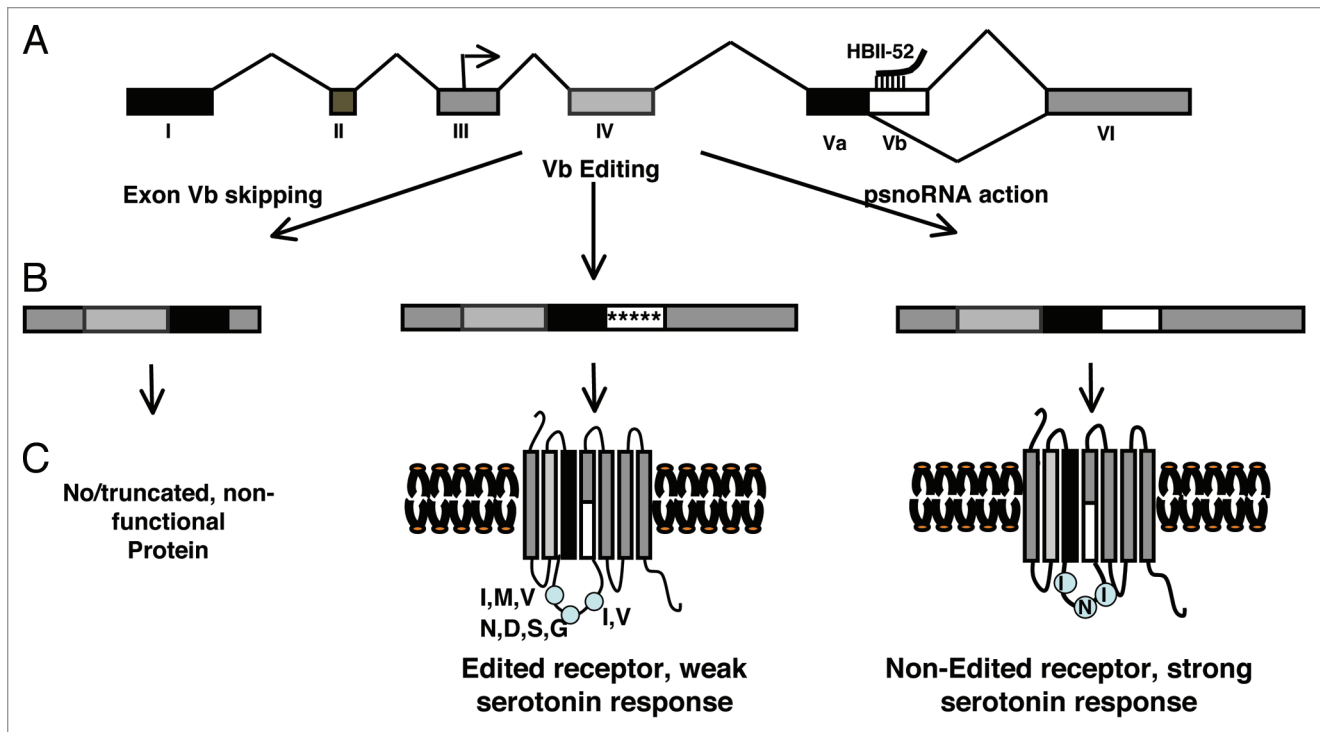 A
HBII-52
I
II
III
IV
Va
Vb
VI
Exon Vb skipping
Vb Editing
psnoRNA action
B
*****
C
No/truncated, non-
functional
Protein
I,M,V
N,D,S,G
I,V
I
N
I
Edited receptor, weak
serotonin response
Non-Edited receptor, strong
serotonin response